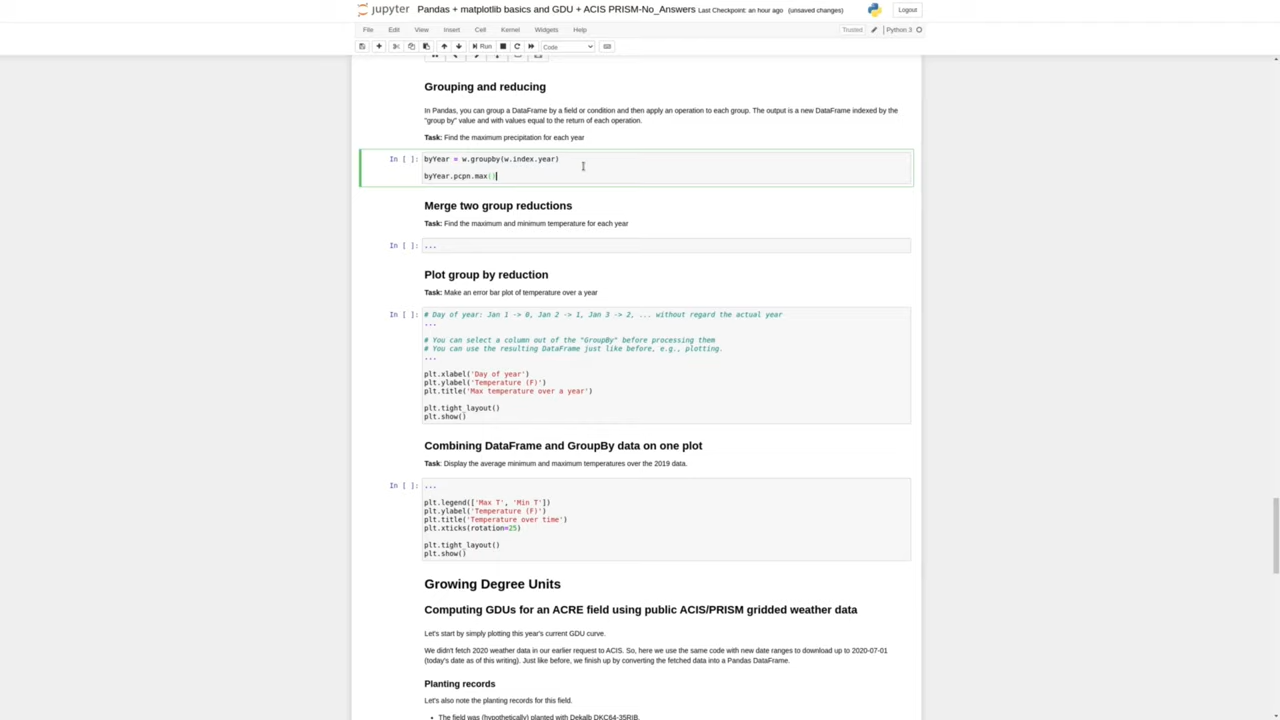 jupyter Pandas + matplotlib basics and GDU + ACIS PRISM-No_Answers Last Checkpoint: an hour ago (unsaved changes) Logout
File Edit View Insert Cell Kernel Widgets Help Trusted Python 3
Run Code
Grouping and reducing
In Pandas, you can group a DataFrame by a field or condition and then apply an operation to each group. The output is a new DataFrame indexed by the
"group by" value and with values equal to the return of each operation.
Task: Find the maximum precipitation for each year
In [ ]: byYear = w.groupby(w.index.year)
byYear.pcpn.max()
Merge two group reductions
Task: Find the maximum and minimum temperature for each year
In [ ]: ...
Plot group by reduction
Task: Make an error bar plot of temperature over a year
In [ ]: # Day of year: Jan 1 -> 0, Jan 2 -> 1, Jan 3 -> 2, ... without regard the actual year
...
# You can select a column out of the "GroupBy" before processing them
# You can use the resulting DataFrame just like before, e.g., plotting.
...
plt.xlabel('Day of year')
plt.ylabel('Temperature (F)')
plt.title('Max temperature over a year')
plt.tight_layout()
plt.show()
Combining DataFrame and GroupBy data on one plot
Task: Display the average minimum and maximum temperatures over the 2019 data.
In [ ]: ...
plt.legend(['Max T', 'Min T'])
plt.ylabel('Temperature (F)')
plt.title('Temperature over time')
plt.xticks(rotation=25)
plt.tight_layout()
plt.show()
Growing Degree Units
Computing GDUs for an ACRE field using public ACIS/PRISM gridded weather data
Let's start by simply plotting this year's current GDU curve.
We didn't fetch 2020 weather data in our earlier request to ACIS. So, here we use the same code with new date ranges to download up to 2020-07-01
(today's date as of this writing). Just like before, we finish up by converting the fetched data into a Pandas DataFrame.
Planting records
Let's also note the planting records for this field.
• The field was (hypothetically) planted with Dekalb DKC64-35RIB.